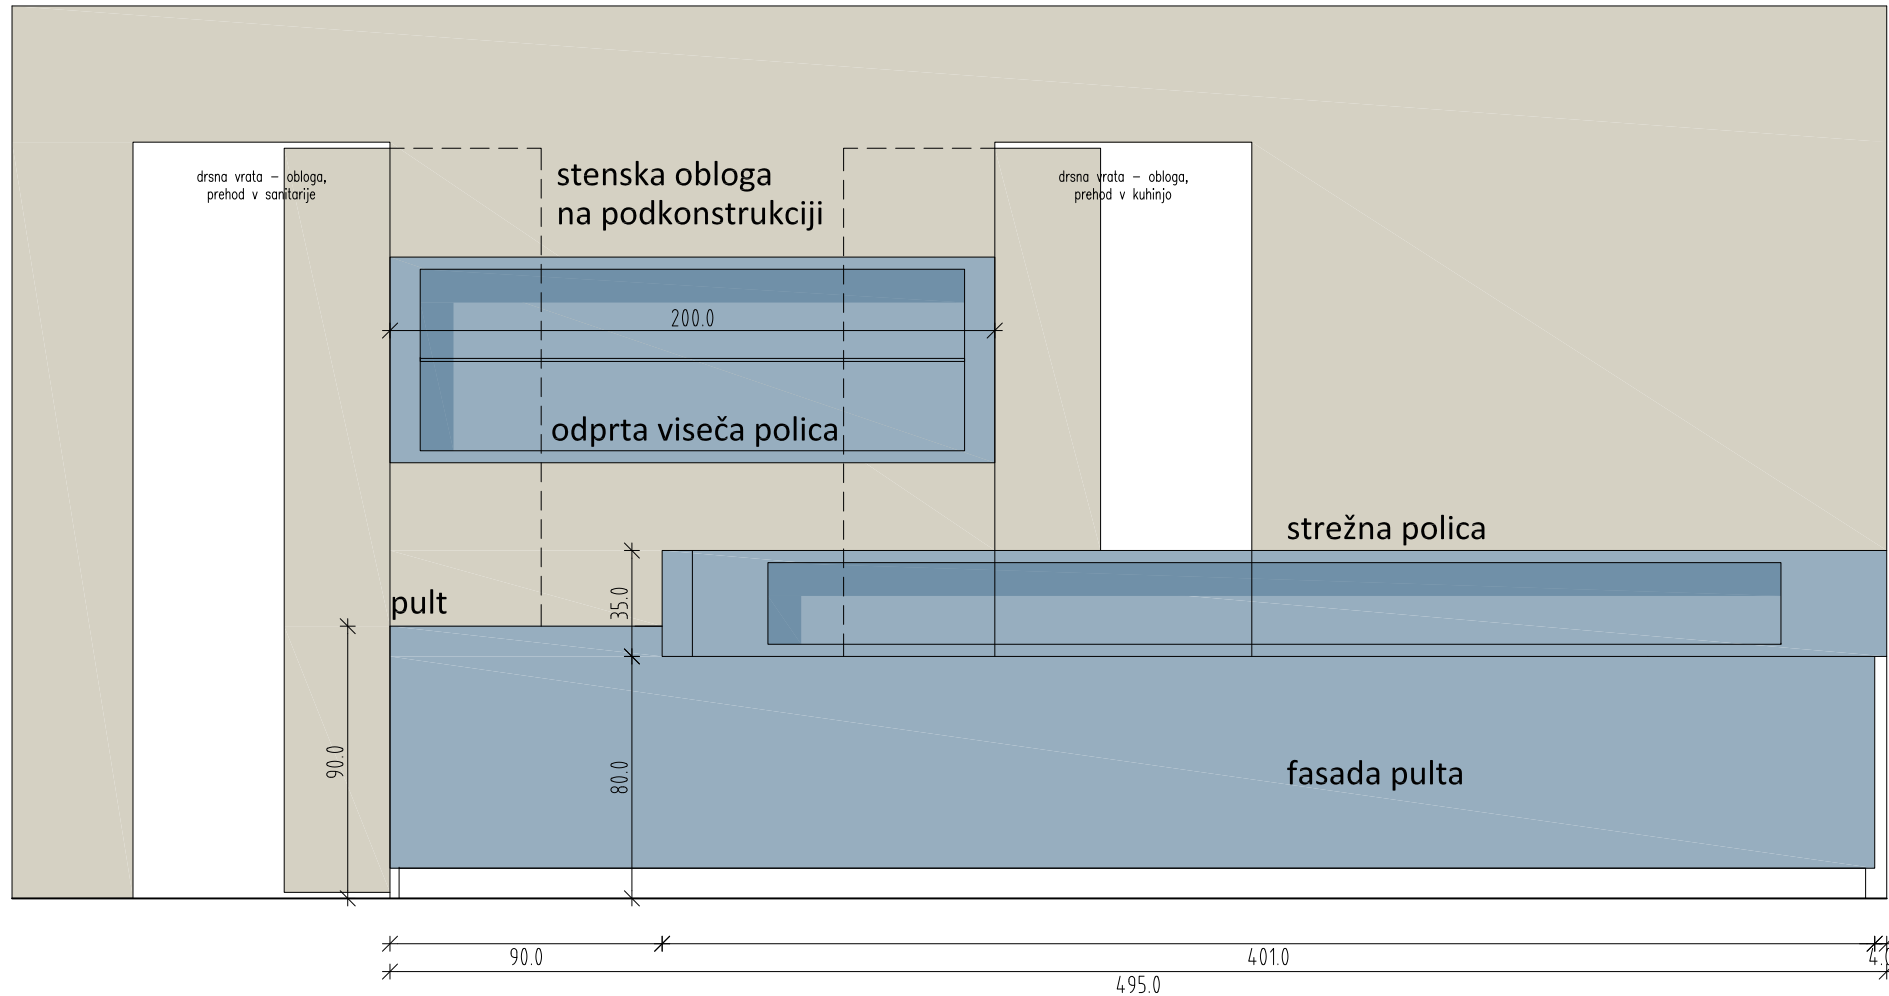 drsna vrata – obloga,
prehod v sanitarije
stenska obloga
na podkonstrukciji
drsna vrata – obloga,
prehod v kuhinjo
200.0
odprta viseča polica
strežna polica
pult
35.0
90.0
80.0
fasada pulta
90.0
401.0
495.0